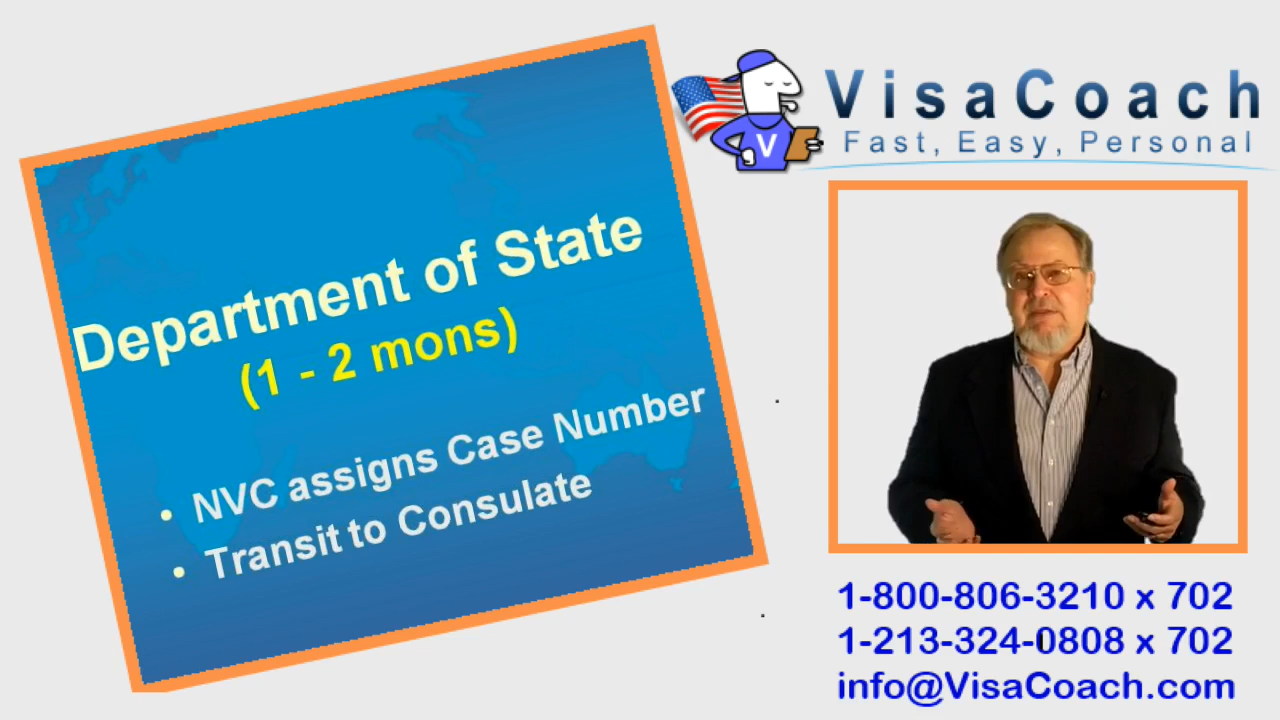 Department of State
(1 - 2 mons)
• NVC assigns Case Number
• Transit to Consulate
V
VisaCoach
Fast, Easy, Personal
1-800-806-3210 x 702
1-213-324-0808 x 702
info@VisaCoach.com